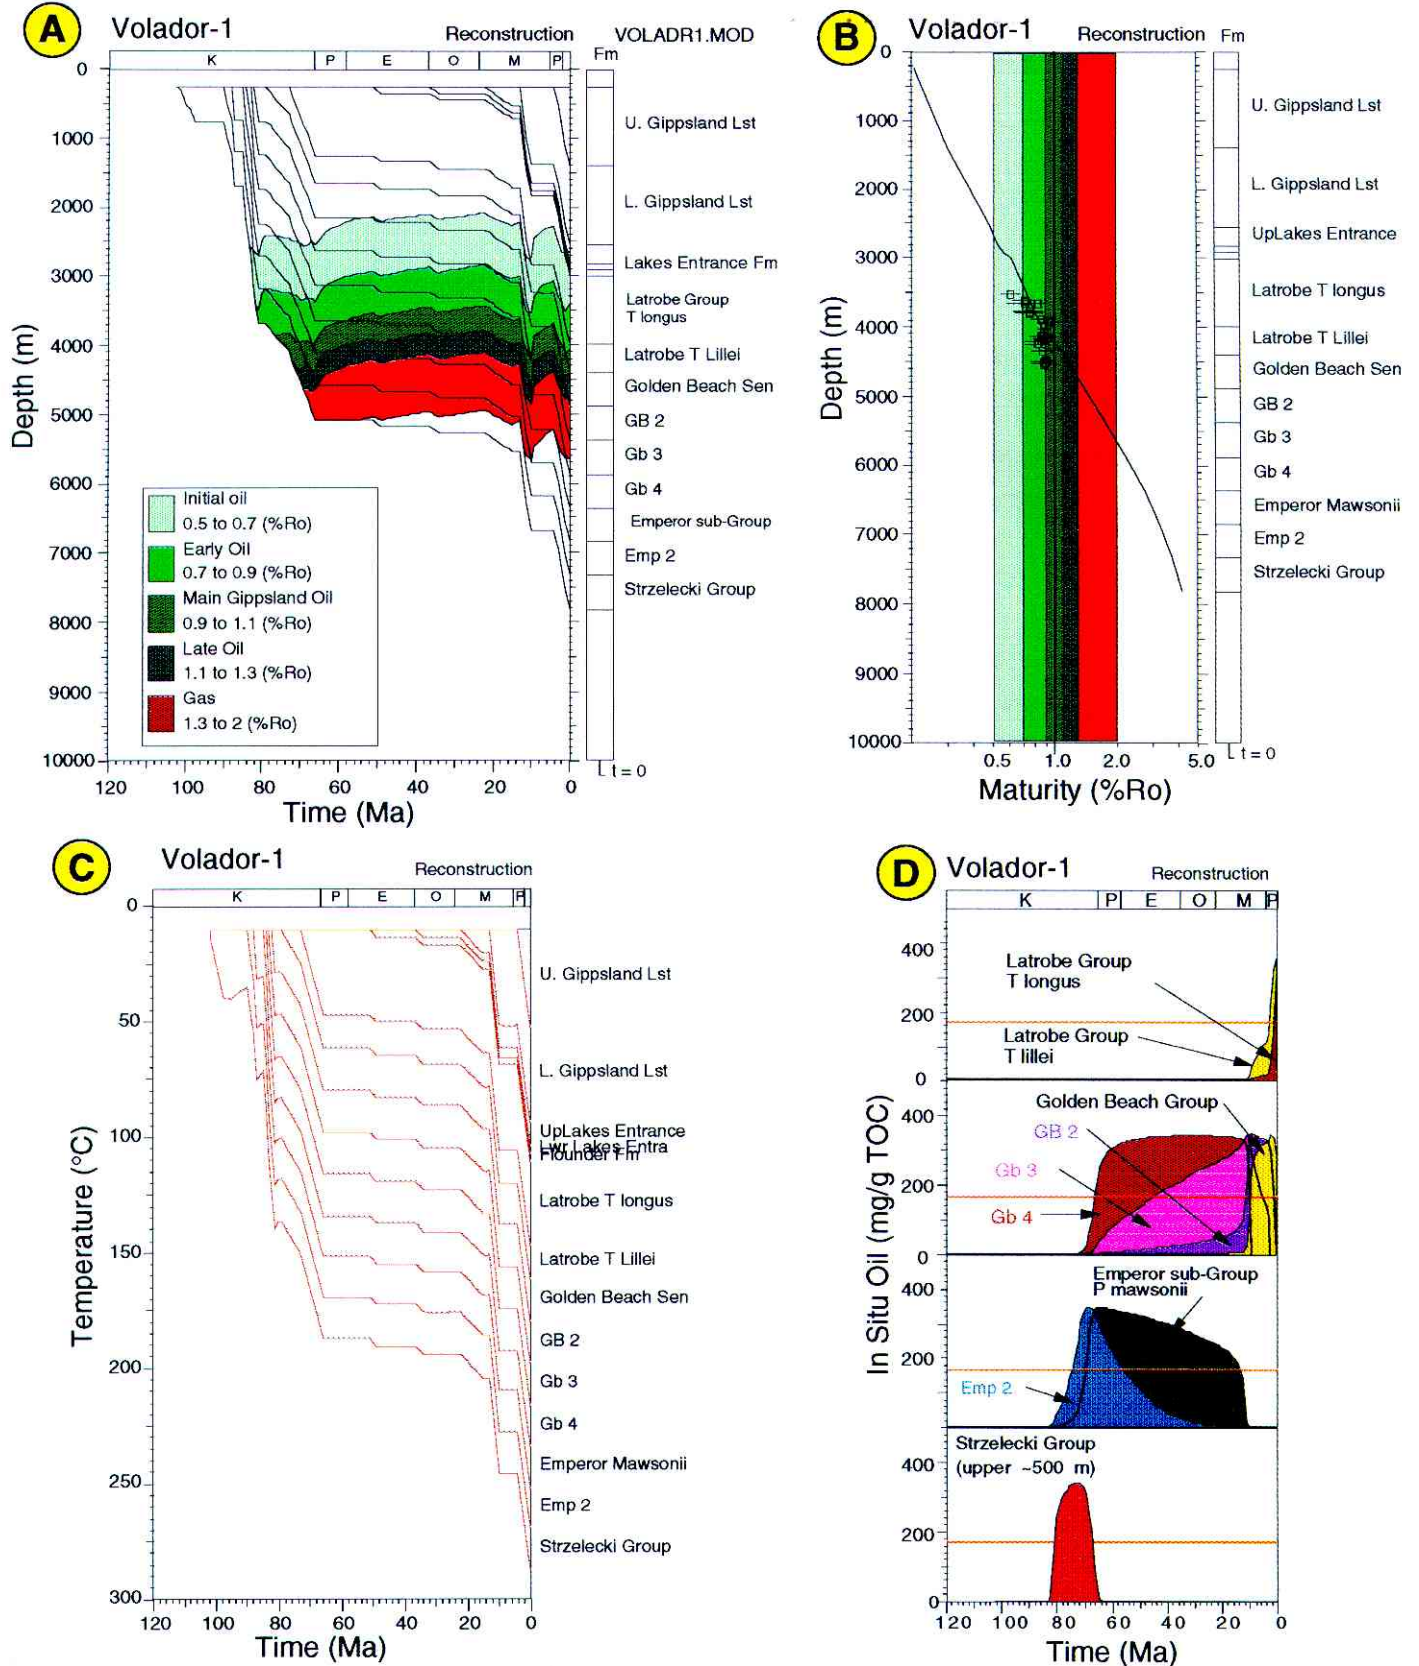 A
Volador-1
Reconstruction
VOLADR1.MOD
Fm
K P E O M P
0
1000
2000
3000
4000
5000
6000
7000
8000
9000
10000
Depth (m)
U. Gippsland Lst
L. Gippsland Lst
Lakes Entrance Fm
Latrobe Group
T longus
Latrobe T Lillei
Golden Beach Sen
GB 2
Gb 3
Gb 4
Emperor sub-Group
Emp 2
Strzelecki Group
Initial oil
0.5 to 0.7 (%Ro)
Early Oil
0.7 to 0.9 (%Ro)
Main Gippsland Oil
0.9 to 1.1 (%Ro)
Late Oil
1.1 to 1.3 (%Ro)
Gas
1.3 to 2 (%Ro)
t = 0
120 100 80 60 40 20 0
Time (Ma)
B
Volador-1
Reconstruction
Fm
0
1000
2000
3000
4000
5000
6000
7000
8000
9000
10000
Depth (m)
U. Gippsland Lst
L. Gippsland Lst
UpLakes Entrance
Latrobe T longus
Latrobe T Lillei
Golden Beach Sen
GB 2
Gb 3
Gb 4
Emperor Mawsonii
Emp 2
Strzelecki Group
t = 0
0.5 1.0 2.0 5.0
Maturity (%Ro)
C
Volador-1
Reconstruction
K P E O M P
0
50
100
150
200
250
300
Temperature (°C)
U. Gippsland Lst
L. Gippsland Lst
UpLakes Entrance
Lwr Lakes Entra
Flounder Fm
Latrobe T longus
Latrobe T Lillei
Golden Beach Sen
GB 2
Gb 3
Gb 4
Emperor Mawsonii
Emp 2
Strzelecki Group
120 100 80 60 40 20 0
Time (Ma)
D
Volador-1
Reconstruction
K P E O M P
In Situ Oil (mg/g TOC)
400
200
0
Latrobe Group
T longus
Latrobe Group
T lillei
400
200
0
Golden Beach Group
GB 2
Gb 3
Gb 4
400
200
Emperor sub-Group
P mawsonii
Emp 2
Strzelecki Group
(upper ~500 m)
400
200
0
120 100 80 60 40 20 0
Time (Ma)